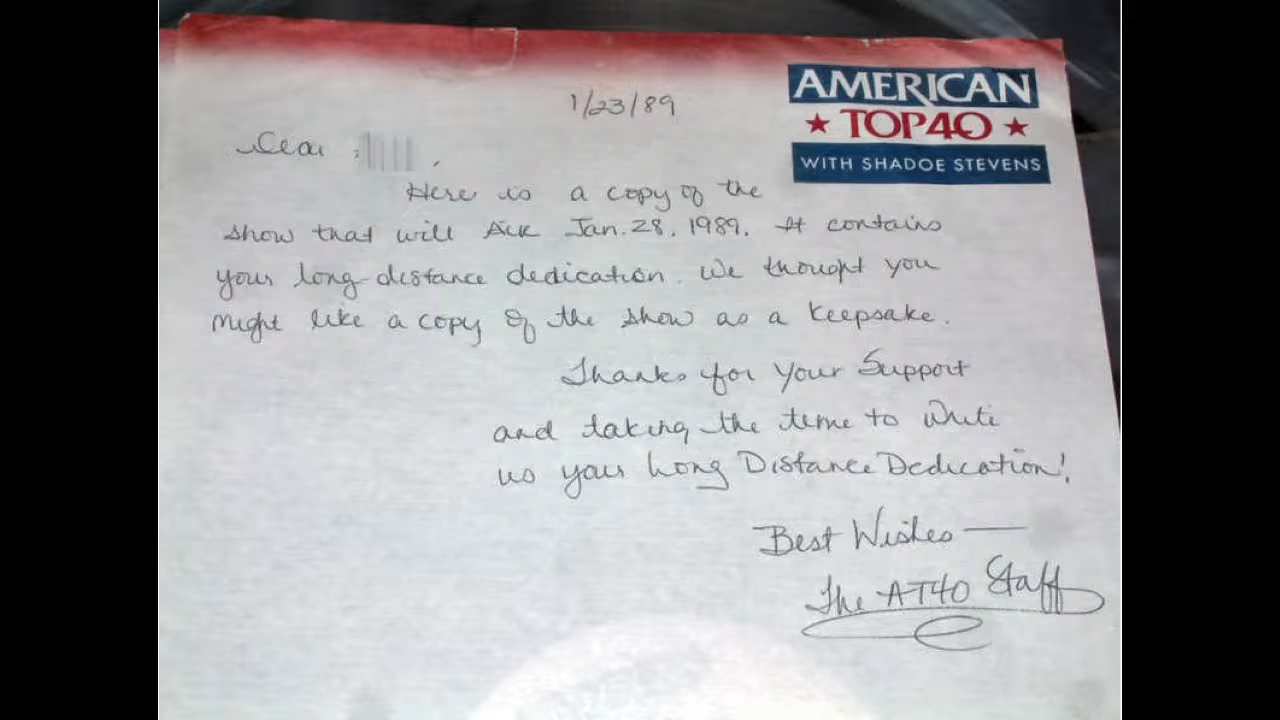 AMERICAN
★ TOP 40 ★
WITH SHADOE STEVENS
1/23/89
Dear ,
Here is a copy of the
show that will Air Jan. 28, 1989. It contains
your long-distance dedication. We thought you
might like a copy of the show as a keepsake.
Thanks for your Support
and taking the time to Write
us your Long Distance Dedication!
Best Wishes —
The AT40 Staff